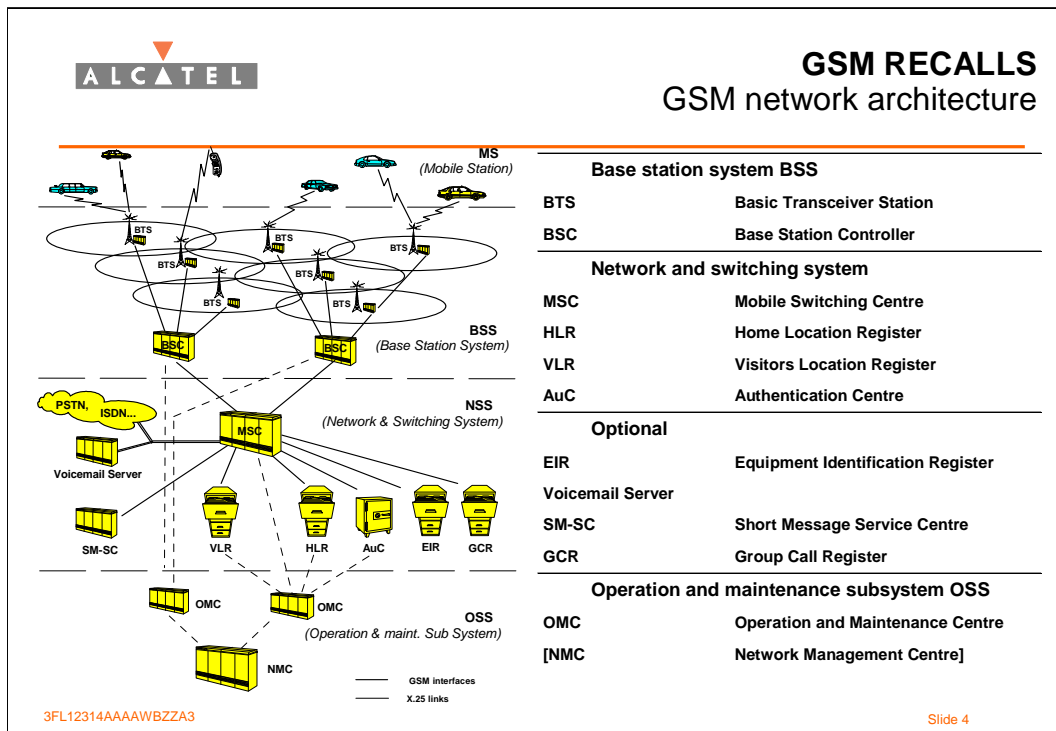 ALCATEL
GSM RECALLS
GSM network architecture
MS
(Mobile Station)
BTS
BTS
BTS
BTS
BTS
BTS
BTS
BSS
(Base Station System)
BSC
BSC
PSTN,
ISDN...
NSS
(Network & Switching System)
MSC
Voicemail Server
SM-SC
VLR
HLR
AuC
EIR
GCR
OMC
OMC
OSS
(Operation & maint. Sub System)
NMC
GSM interfaces
X.25 links
Base station system BSS
BTS Basic Transceiver Station
BSC Base Station Controller
Network and switching system
MSC Mobile Switching Centre
HLR Home Location Register
VLR Visitors Location Register
AuC Authentication Centre
Optional
EIR Equipment Identification Register
Voicemail Server
SM-SC Short Message Service Centre
GCR Group Call Register
Operation and maintenance subsystem OSS
OMC Operation and Maintenance Centre
[NMC Network Management Centre]
3FL12314AAAAWBZZA3
Slide 4